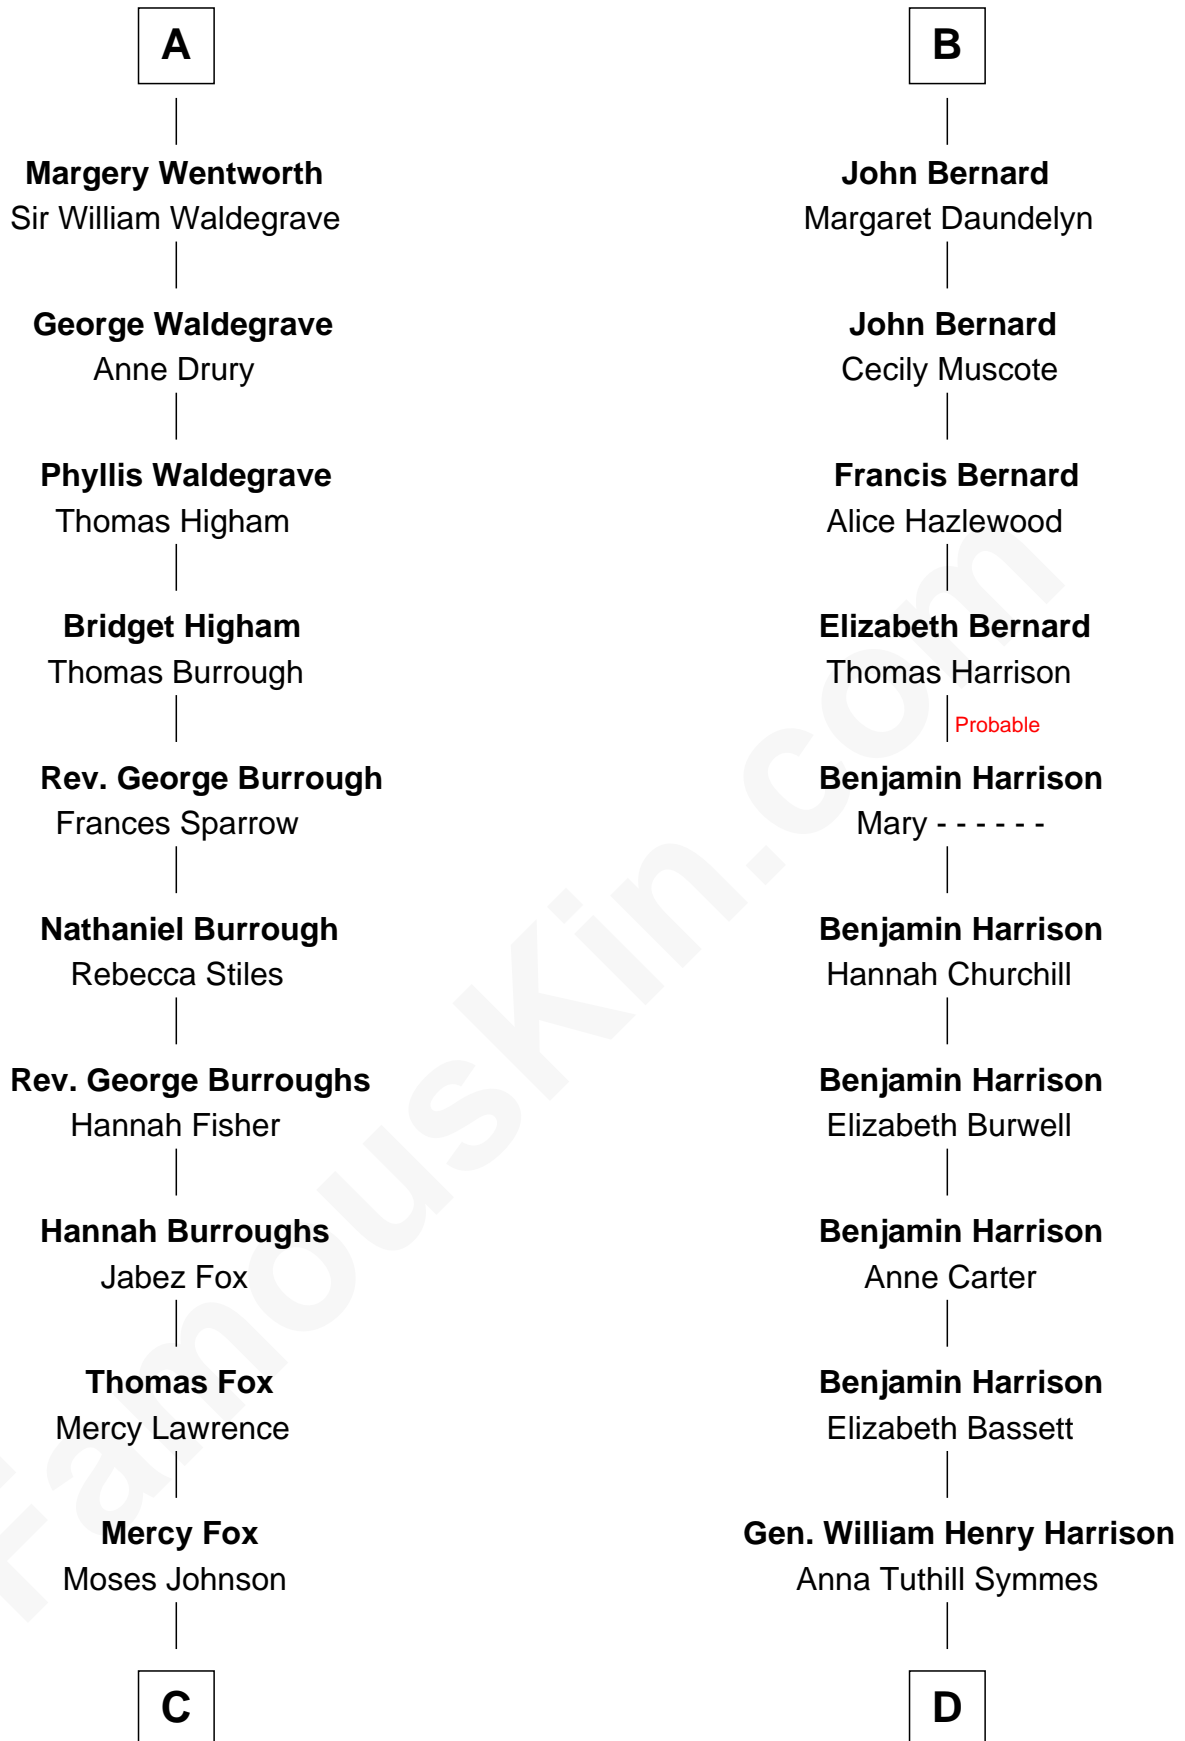 A
Margery Wentworth
Sir William Waldegrave
George Waldegrave
Anne Drury
Phyllis Waldegrave
Thomas Higham
Bridget Higham
Thomas Burrough
Rev. George Burrough
Frances Sparrow
Nathaniel Burrough
Rebecca Stiles
Rev. George Burroughs
Hannah Fisher
Hannah Burroughs
Jabez Fox
Thomas Fox
Mercy Lawrence
Mercy Fox
Moses Johnson
C
B
John Bernard
Margaret Daundelyn
John Bernard
Cecily Muscote
Francis Bernard
Alice Hazlewood
Elizabeth Bernard
Thomas Harrison
Probable
Benjamin Harrison
Mary - - - - - -
Benjamin Harrison
Hannah Churchill
Benjamin Harrison
Elizabeth Burwell
Benjamin Harrison
Anne Carter
Benjamin Harrison
Elizabeth Bassett
Gen. William Henry Harrison
Anna Tuthill Symmes
D
FamousKin.com